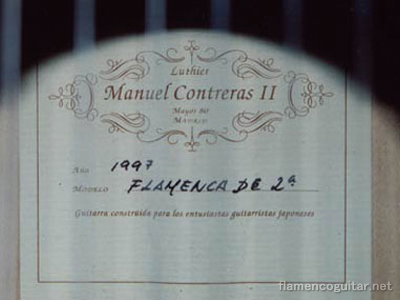 Luthier
Manuel Contreras II
Mayor 80
Madrid
Año 1997
Modelo FLAMENCA DE 2ª
Guitarra construida para los entusiastas guitarristas japoneses
flamencoguitar.net